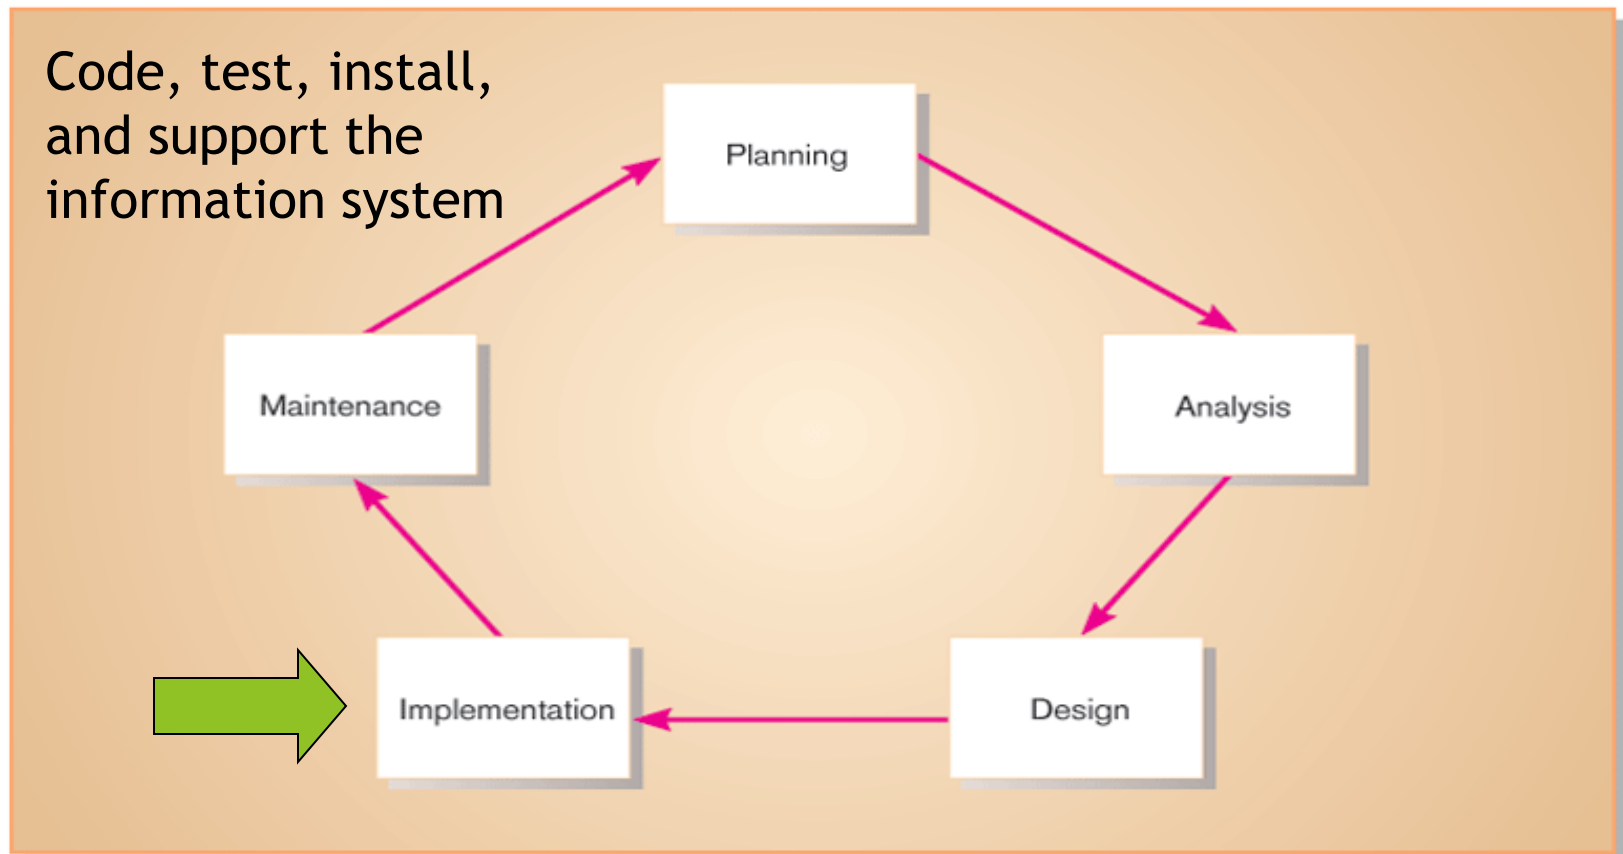 Code, test, install,
and support the
information system
Planning
Maintenance
Analysis
Implementation
Design